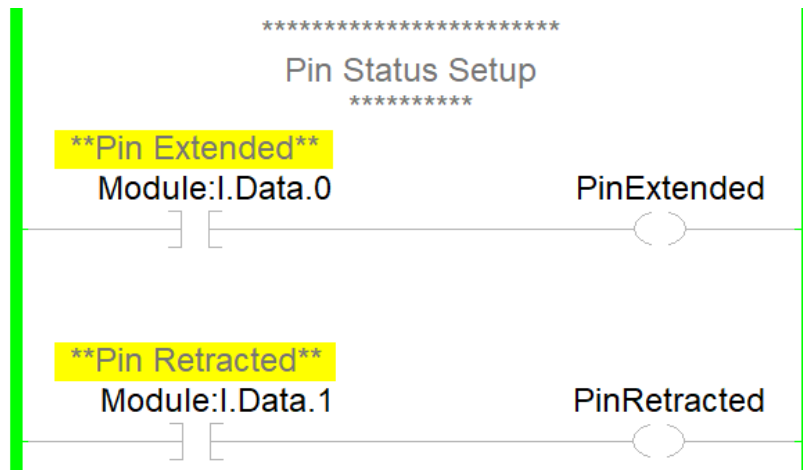 ************************
Pin Status Setup
**********
**Pin Extended**
Module:I.Data.0 PinExtended
**Pin Retracted**
Module:I.Data.1 PinRetracted